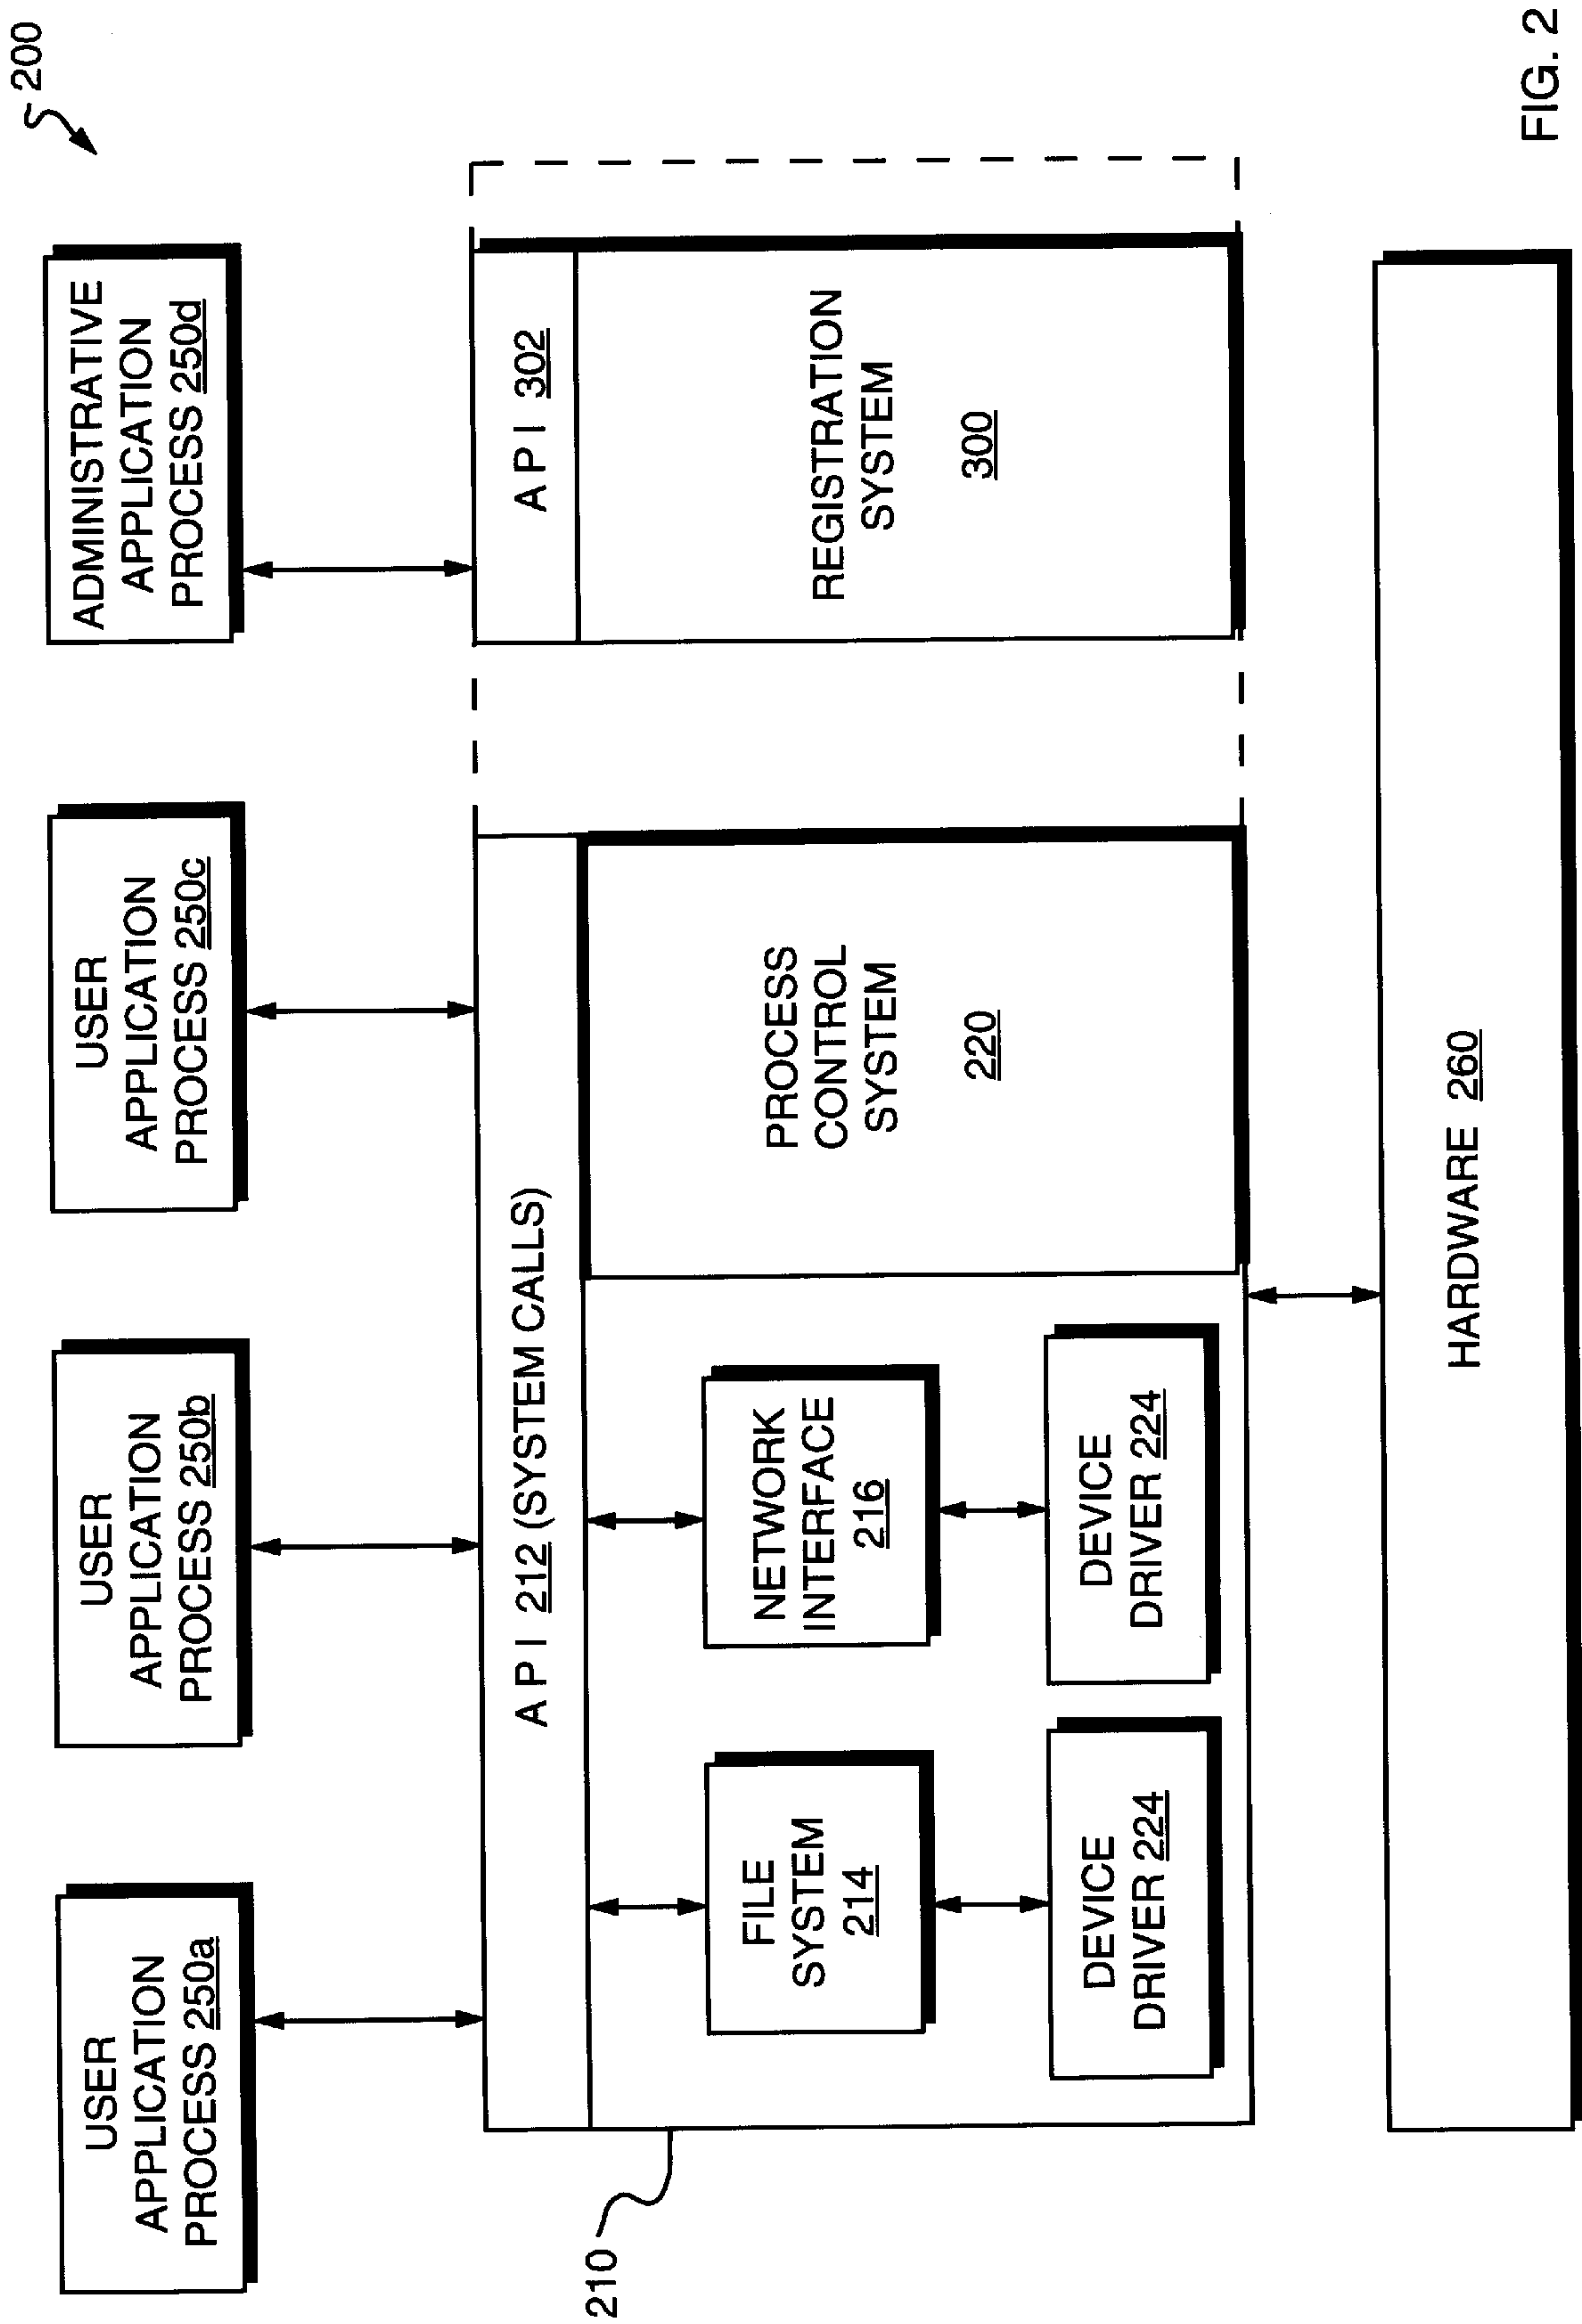 200
USER
APPLICATION
PROCESS 250a
USER
APPLICATION
PROCESS 250b
USER
APPLICATION
PROCESS 250c
ADMINISTRATIVE
APPLICATION
PROCESS 250d
A P I 212 (SYSTEM CALLS)
A P I 302
210
FILE
SYSTEM
214
NETWORK
INTERFACE
216
PROCESS
CONTROL
SYSTEM
220
REGISTRATION
SYSTEM
300
DEVICE
DRIVER 224
DEVICE
DRIVER 224
HARDWARE 260
FIG. 2